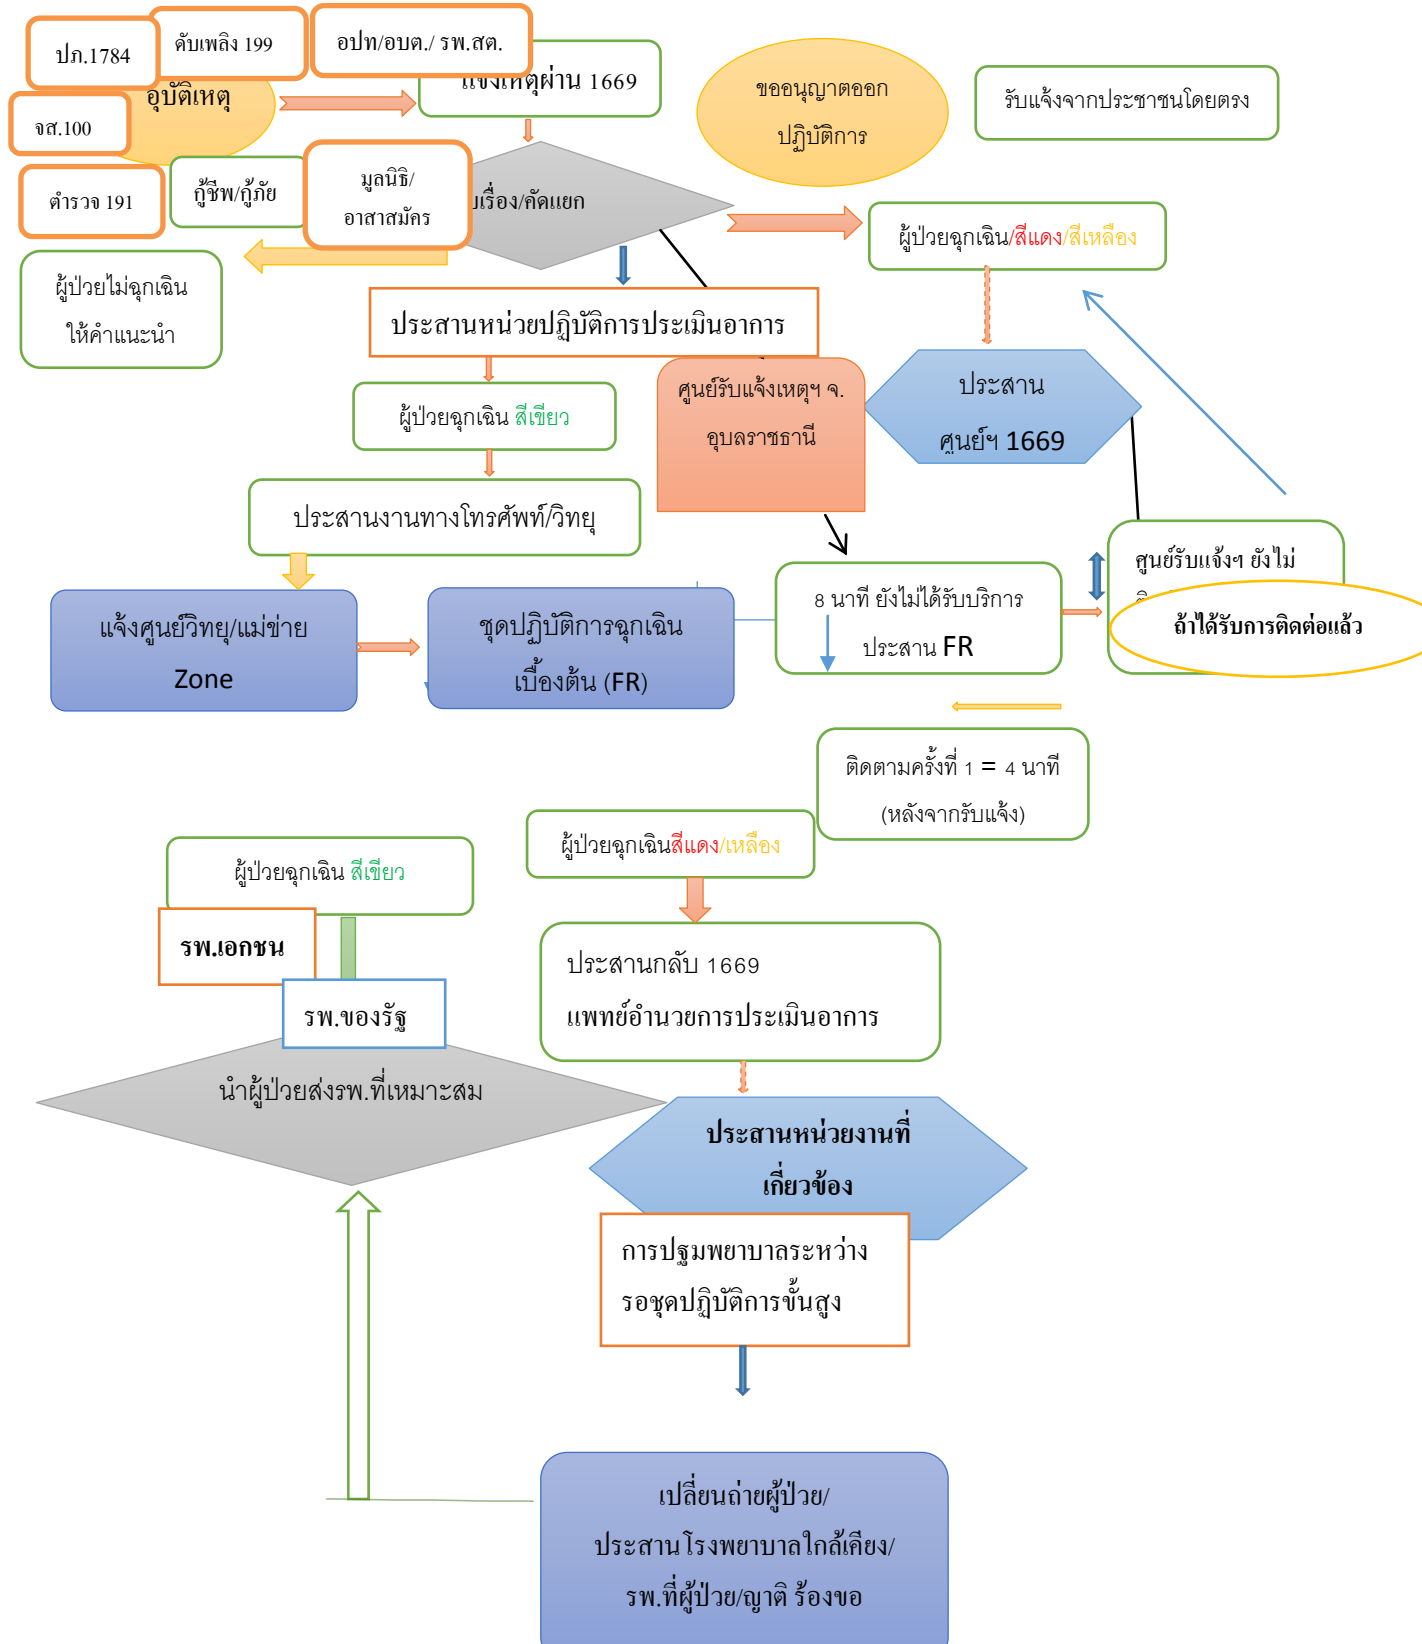 ปภ.1784
ดับเพลิง 199
อปท/อบต./ รพ.สต.
อุบัติเหตุ
แจ้งเหตุผ่าน 1669
จส.100
ตำรวจ 191
กู้ชีพ/กู้ภัย
มูลนิธิ/
อาสาสมัคร
เรื่อง/คัดแยก
ขออนุญาตออก
ปฏิบัติการ
รับแจ้งจากประชาชนโดยตรง
ผู้ป่วยฉุกเฉิน/สีแดง/สีเหลือง
ผู้ป่วยไม่ฉุกเฉิน
ให้คำแนะนำ
ประสานหน่วยปฏิบัติการประเมินอาการ
ผู้ป่วยฉุกเฉิน สีเขียว
ศูนย์รับแจ้งเหตุฯ จ.
อุบลราชธานี
ประสาน
ศูนย์ฯ 1669
ประสานงานทางโทรศัพท์/วิทยุ
แจ้งศูนย์วิทยุ/แม่ข่าย
Zone
ชุดปฏิบัติการฉุกเฉิน
เบื้องต้น (FR)
8 นาที ยังไม่ได้รับบริการ
ประสาน FR
ศูนย์รับแจ้งฯ ยังไม่
ถ้าได้รับการติดต่อแล้ว
ติดตามครั้งที่ 1 = 4 นาที
(หลังจากรับแจ้ง)
ผู้ป่วยฉุกเฉินสีแดง/เหลือง
ผู้ป่วยฉุกเฉิน สีเขียว
รพ.เอกชน
รพ.ของรัฐ
นำผู้ป่วยส่งรพ.ที่เหมาะสม
ประสานกลับ 1669
แพทย์อำนวยการประเมินอาการ
ประสานหน่วยงานที่
เกี่ยวข้อง
การปฐมพยาบาลระหว่าง
รอชุดปฏิบัติการขั้นสูง
เปลี่ยนถ่ายผู้ป่วย/
ประสานโรงพยาบาลใกล้เคียง/
รพ.ที่ผู้ป่วย/ญาติ ร้องขอ